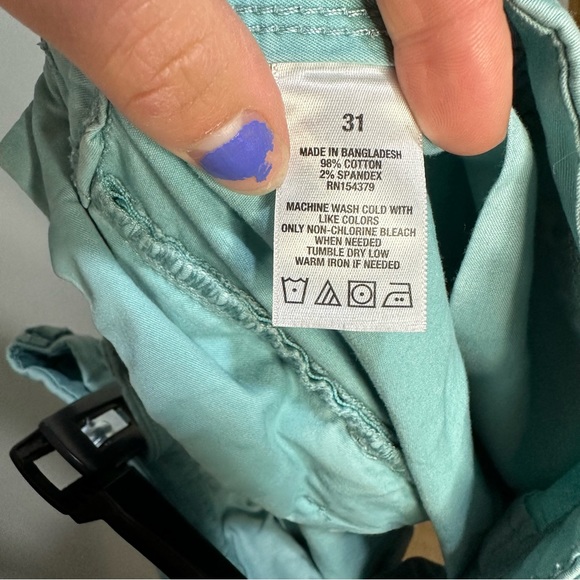 31
MADE IN BANGLADESH
98% COTTON
2% SPANDEX
RN154379
MACHINE WASH COLD WITH
LIKE COLORS
ONLY NON-CHLORINE BLEACH
WHEN NEEDED
TUMBLE DRY LOW
WARM IRON IF NEEDED